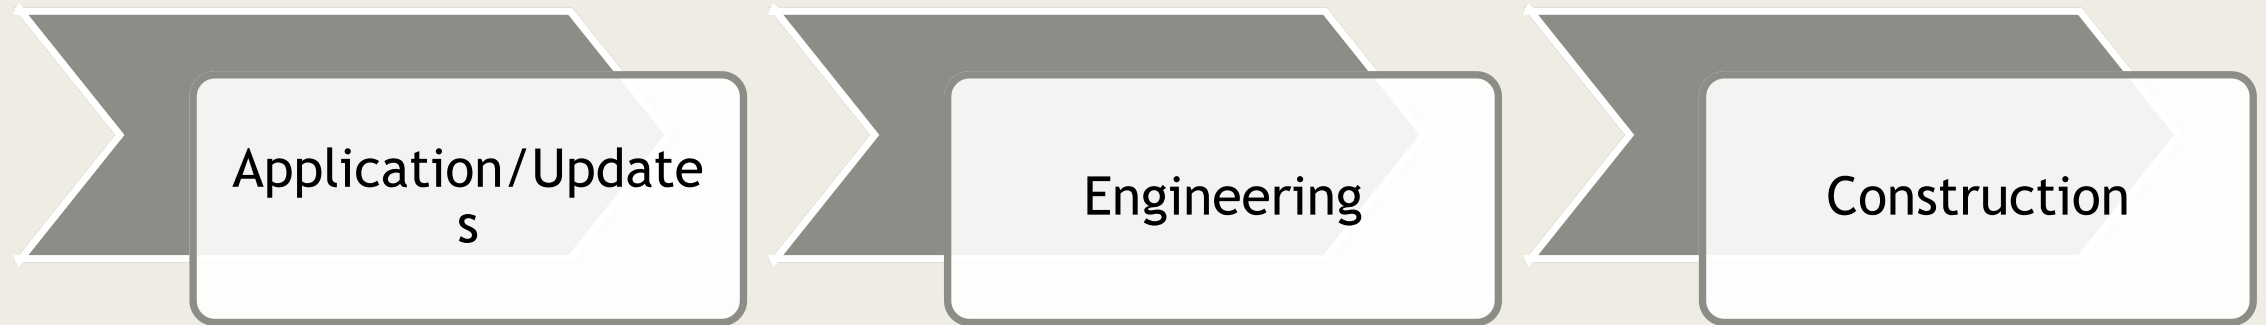 Application/Update
s
Engineering
Construction